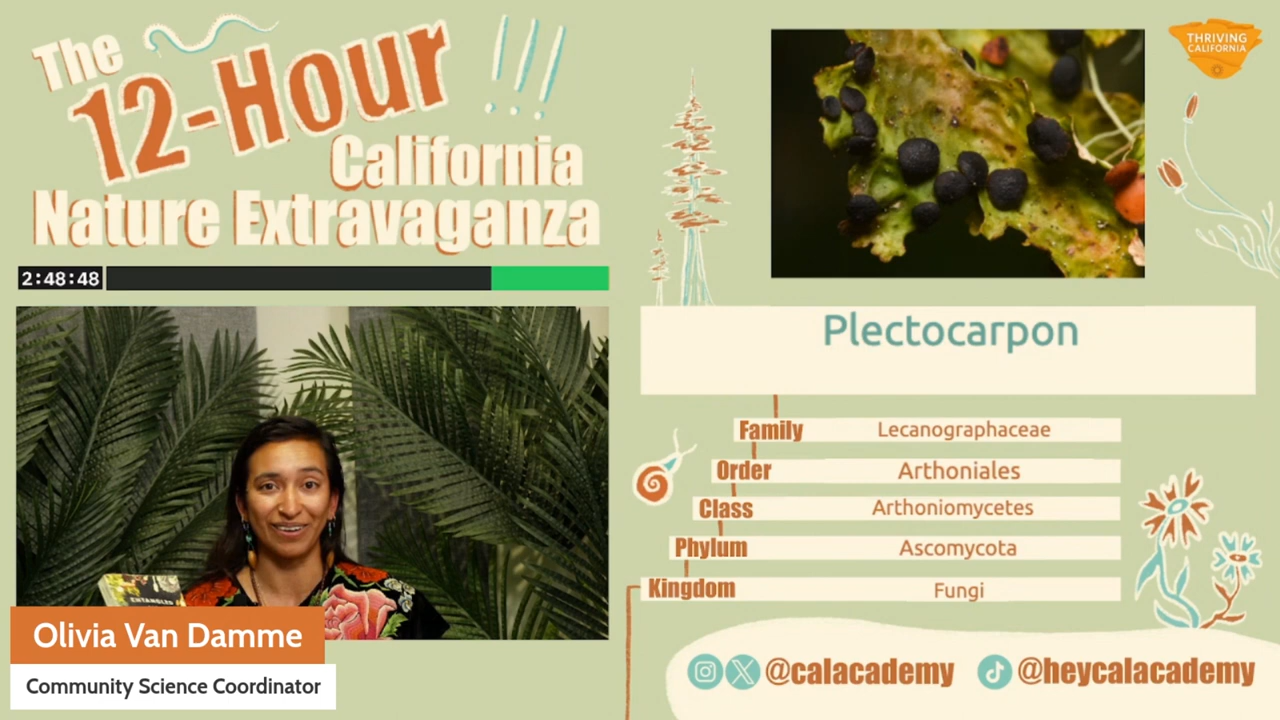 The
12-Hour!!!
California
Nature Extravaganza
2:48:48
THRIVING
CALIFORNIA
Plectocarpon
Family Lecanographaceae
Order Arthoniales
Class Arthoniomycetes
Phylum Ascomycota
Kingdom Fungi
ENTANGLED
Olivia Van Damme
Community Science Coordinator
@calacademy @heycalacademy